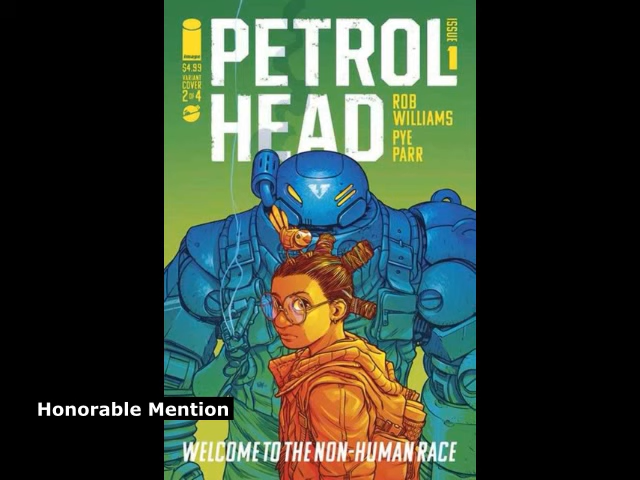 PETROL
HEAD
ISSUE 1
image
$4.99
VARIANT
COVER
2 OF 4
ROB
WILLIAMS
PYE
PARR
Honorable Mention
WELCOME TO THE NON-HUMAN RACE